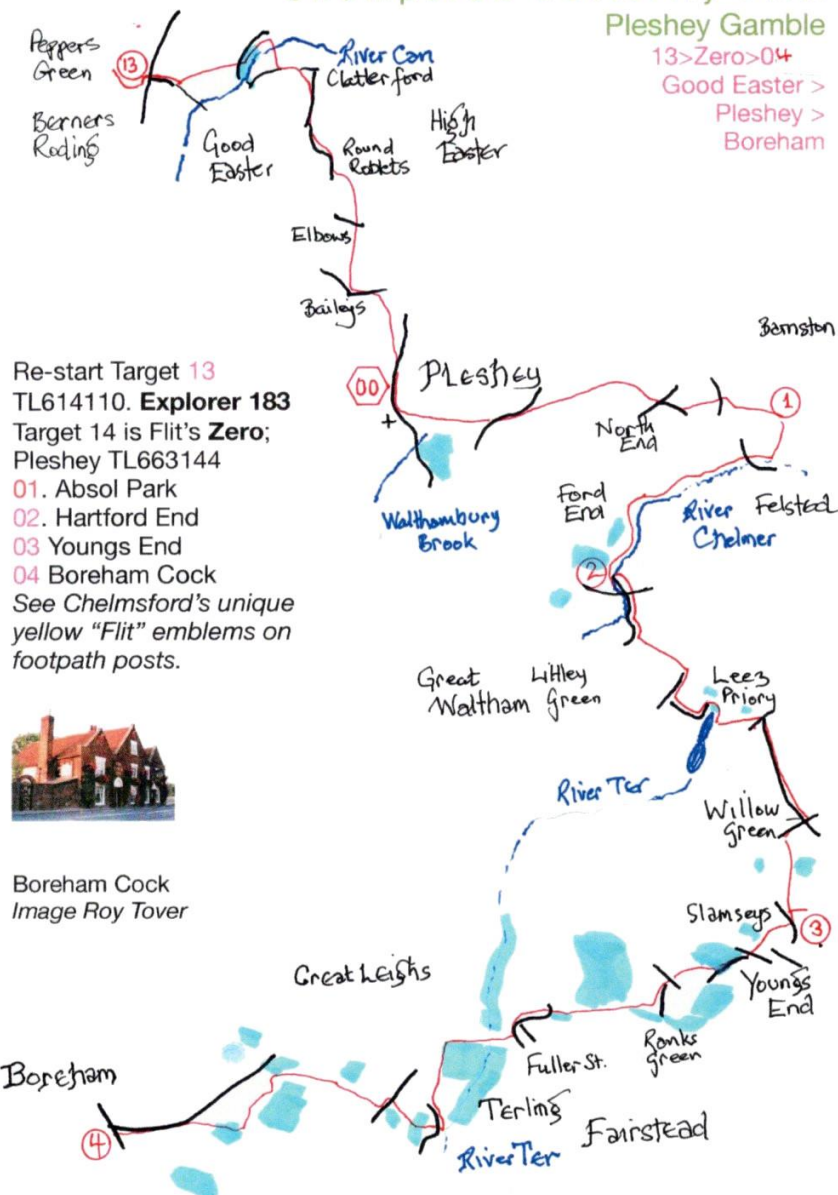 Pleshey Gamble
13>Zero>04
Good Easter >
Pleshey >
Boreham
Peppers
Green
13
River Can
Clatterford
Berners
Roding
Good
Easter
Round
Roblets
High
Easter
Elbows
Baileys
Barnston
00
PLeshey
1
North
End
Re-start Target 13
TL614110. Explorer 183
Target 14 is Flit's Zero;
Pleshey TL663144
01. Absol Park
02. Hartford End
03 Youngs End
04 Boreham Cock
See Chelmsford's unique
yellow “Flit” emblems on
footpath posts.
Walthambury
Brook
Ford
End
River
Chelmer
Felsted
2
Great
Waltham
Littley
Green
Leez
Priory
River Ter
Willow
Green
Boreham Cock
Image Roy Tover
Slamseys
3
Youngs
End
Great Leighs
Ranks
Green
Fuller St.
Boreham
4
Terling
Fairstead
River Ter